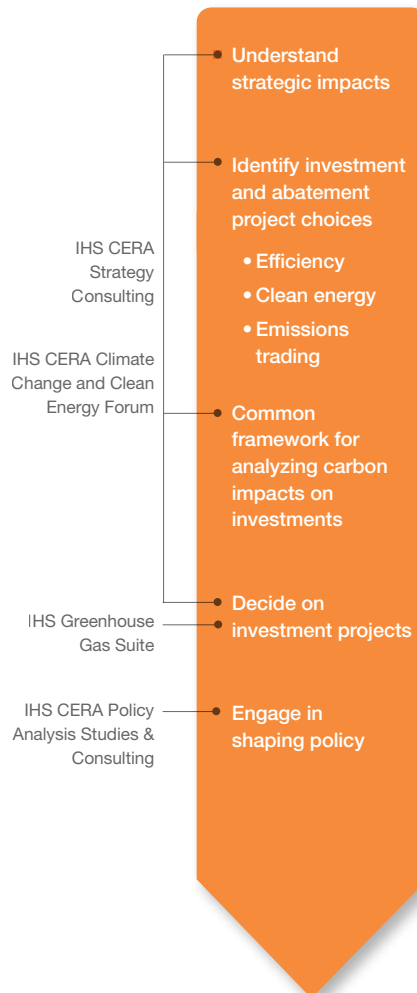 Understand
strategic impacts
Identify investment
and abatement
project choices
• Efficiency
• Clean energy
• Emissions
trading
IHS CERA
Strategy
Consulting
IHS CERA Climate
Change and Clean
Energy Forum
Common
framework for
analyzing carbon
impacts on
investments
IHS Greenhouse
Gas Suite
Decide on
investment projects
IHS CERA Policy
Analysis Studies &
Consulting
Engage in
shaping policy